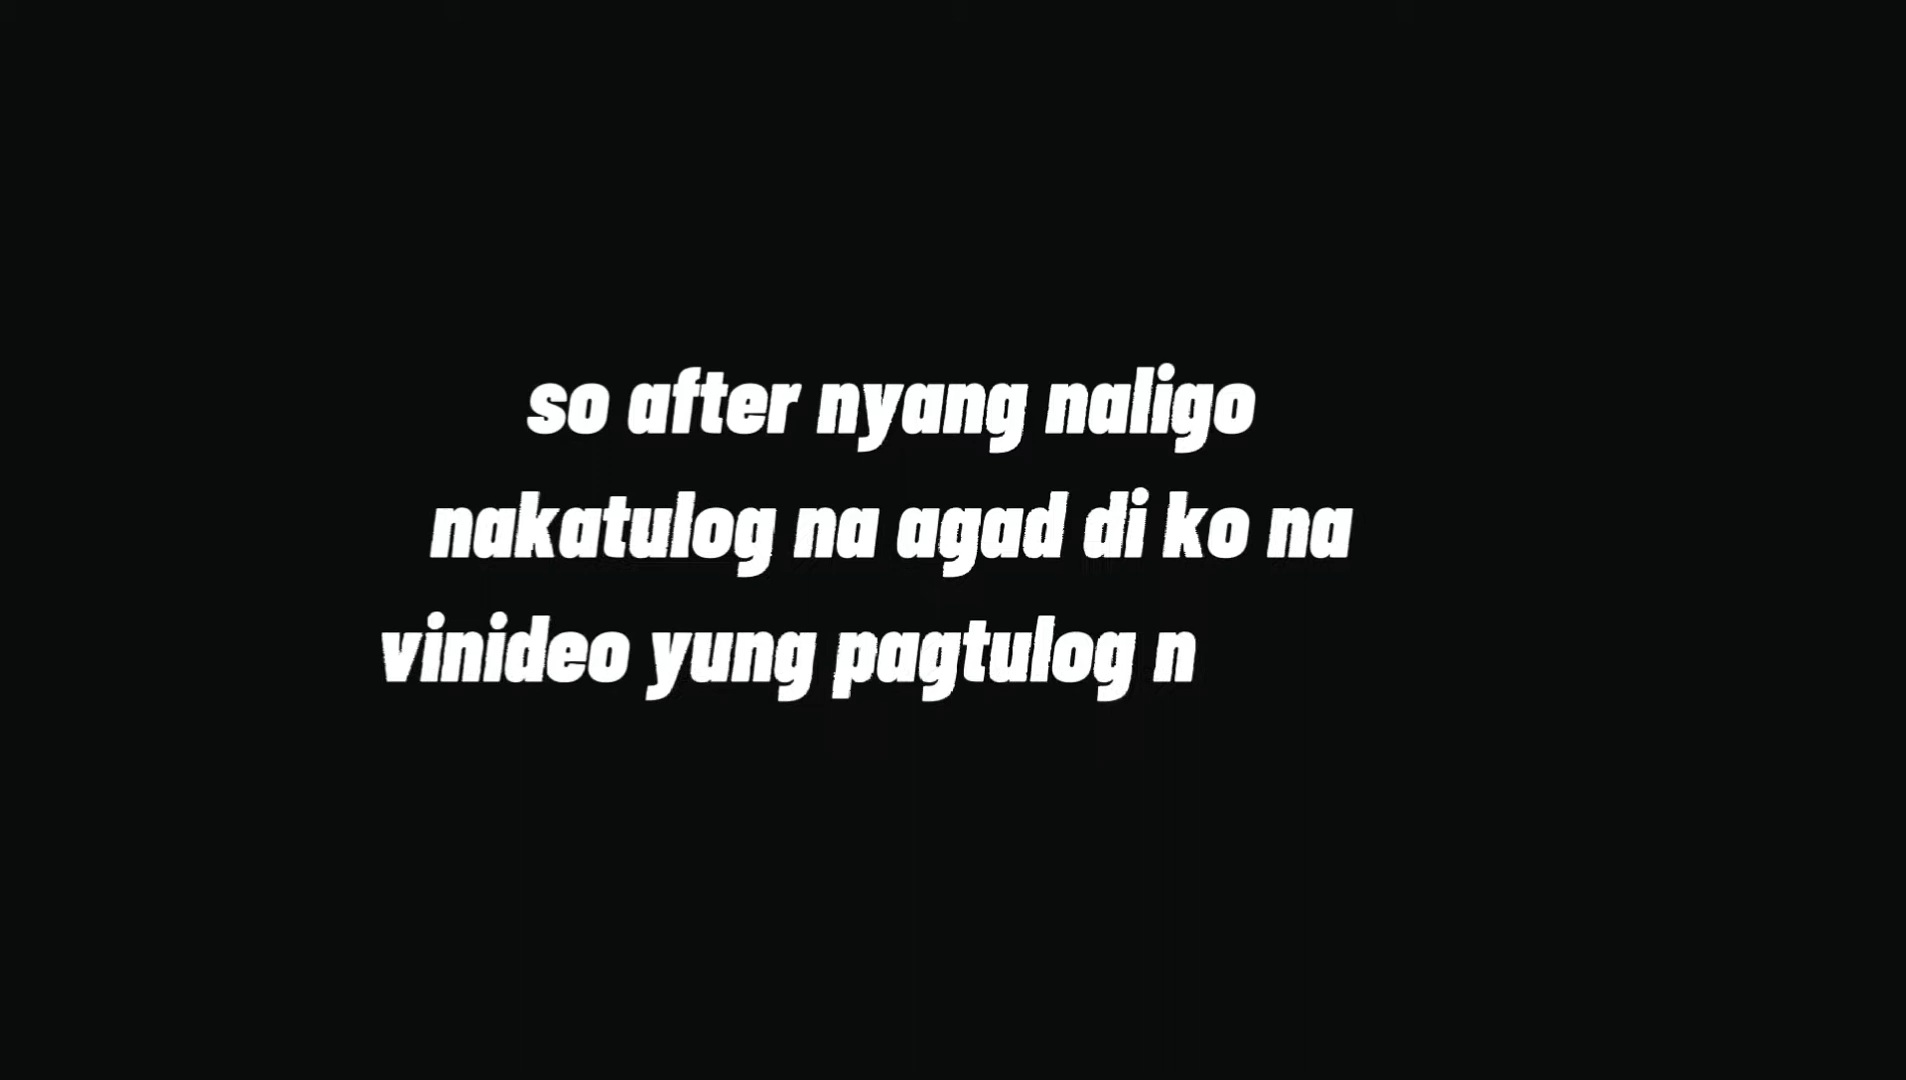 so after nyang naligo
nakatulog na agad di ko na
vinideo yung pagtulog n